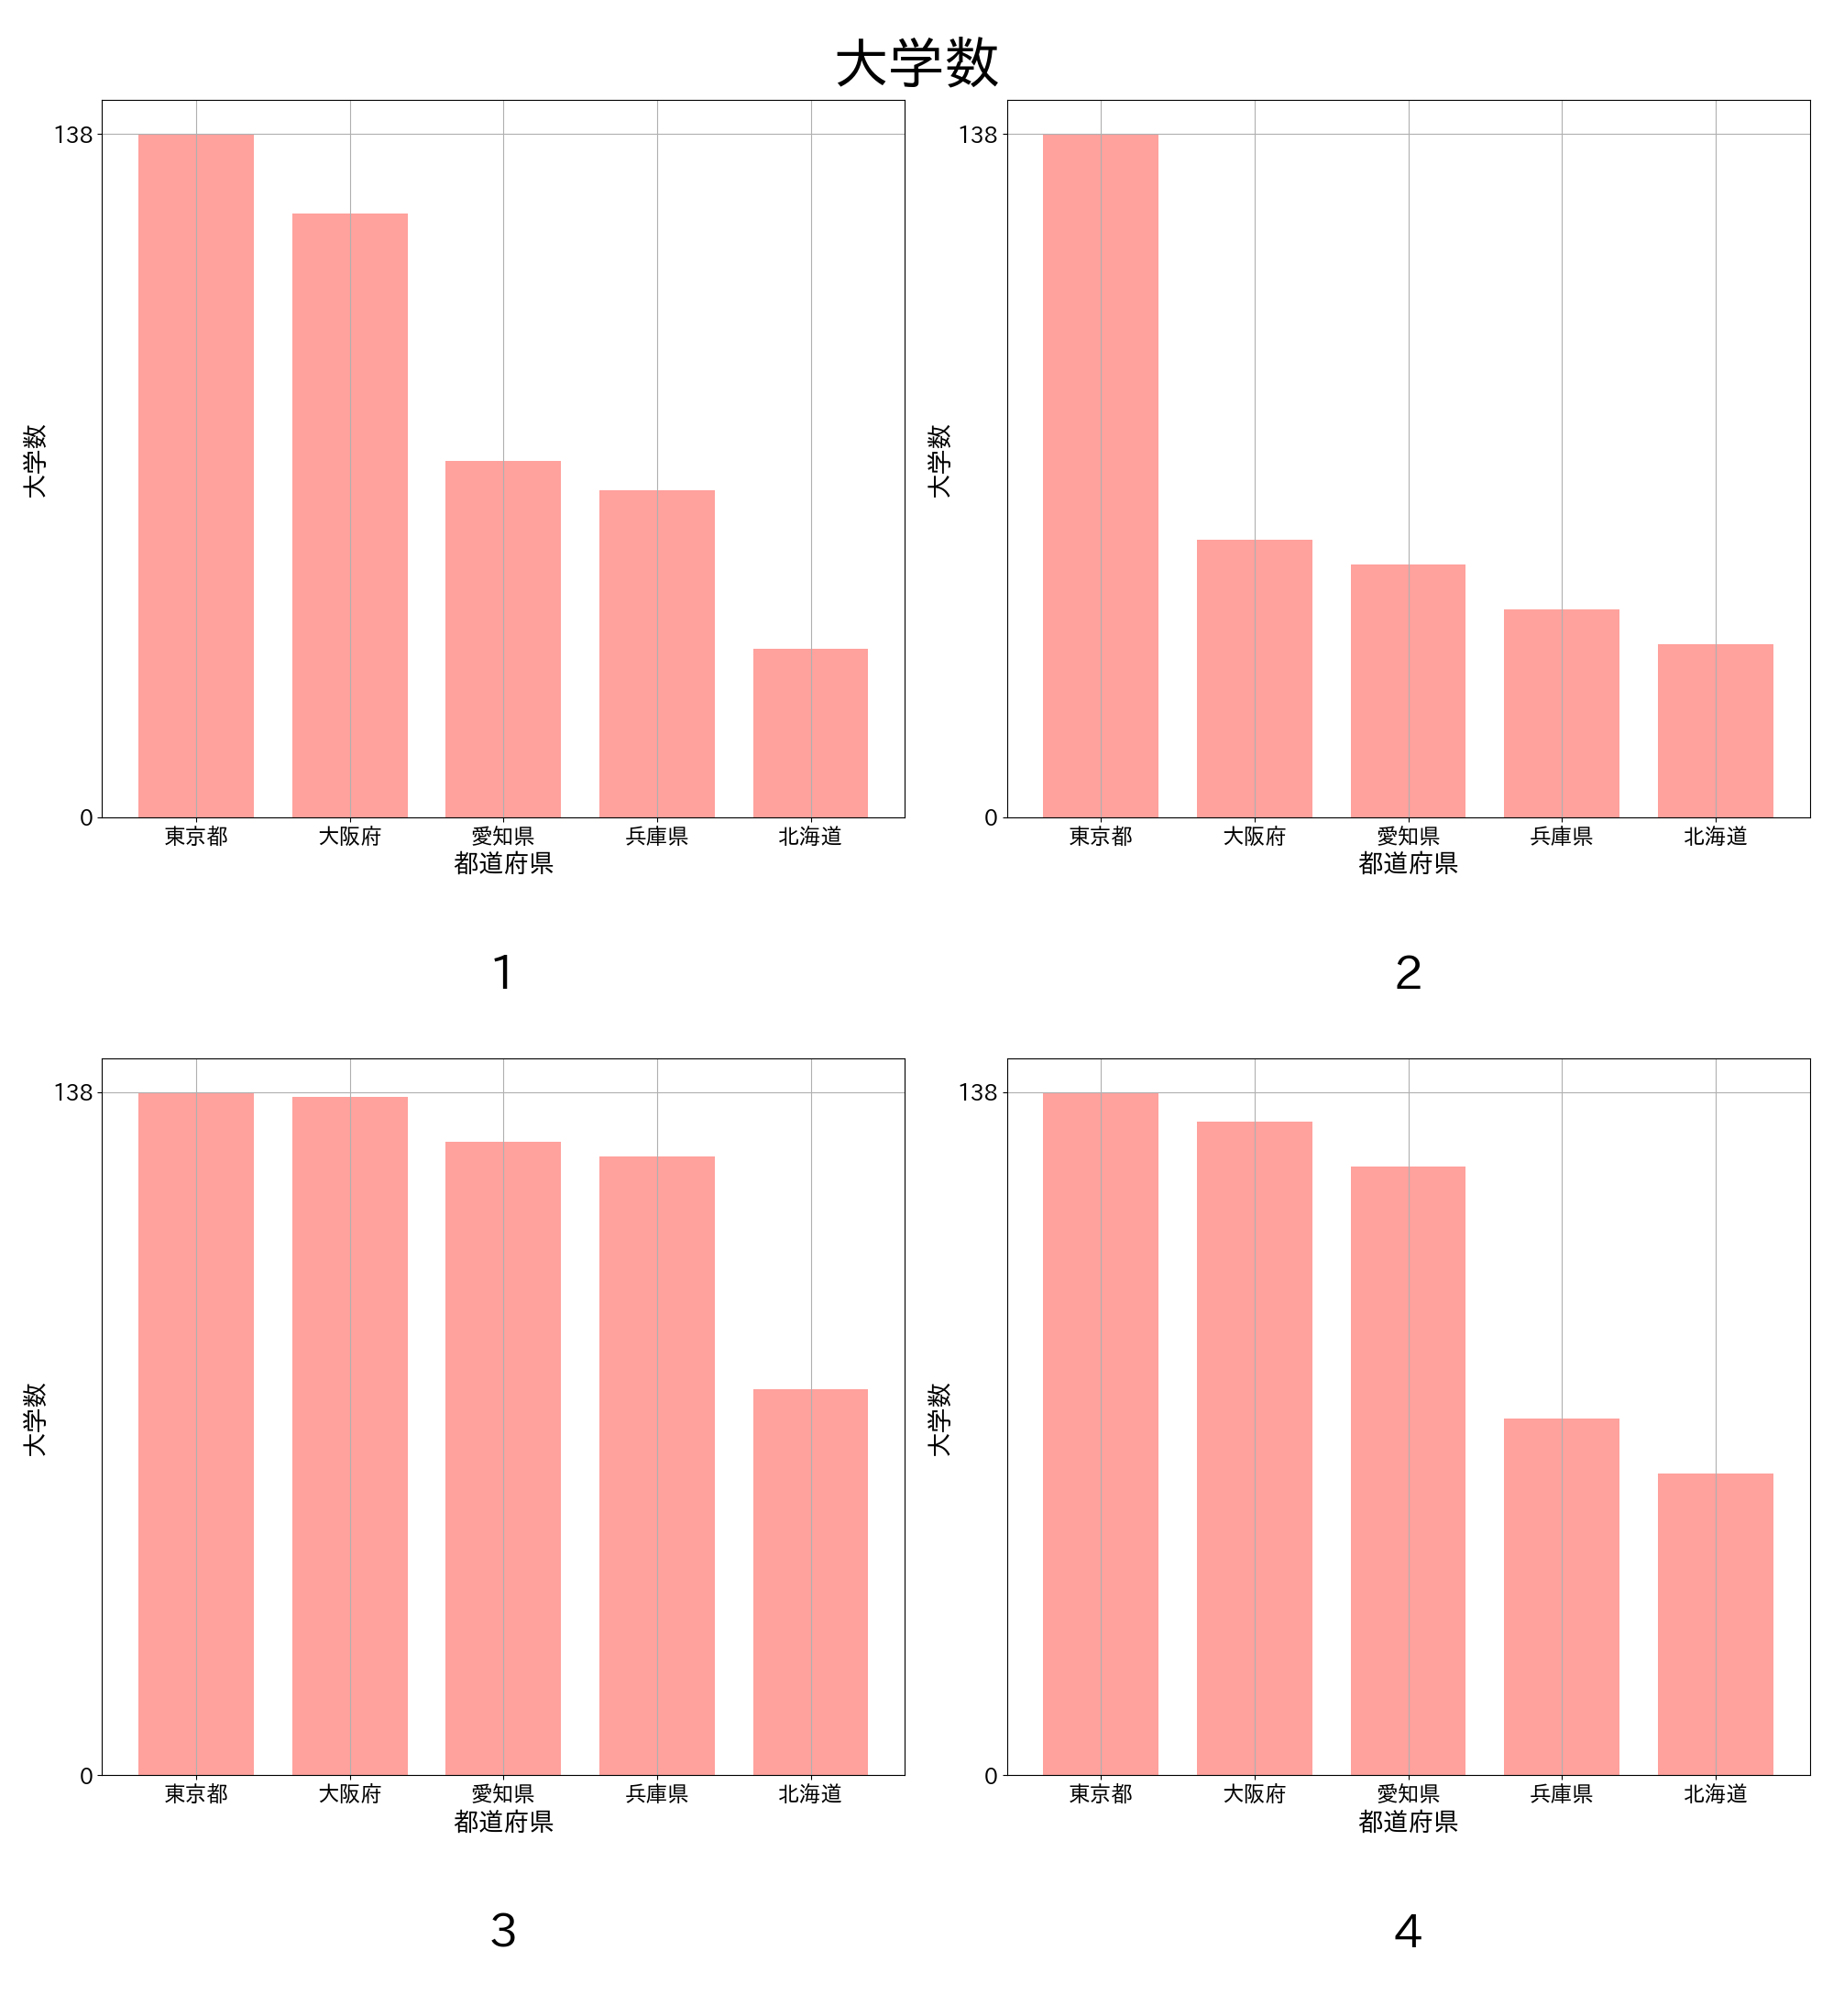 大学数
138
大学数
0
東京都 大阪府 愛知県 兵庫県 北海道
都道府県
1
138
大学数
0
東京都 大阪府 愛知県 兵庫県 北海道
都道府県
2
138
大学数
0
東京都 大阪府 愛知県 兵庫県 北海道
都道府県
3
138
大学数
0
東京都 大阪府 愛知県 兵庫県 北海道
都道府県
4